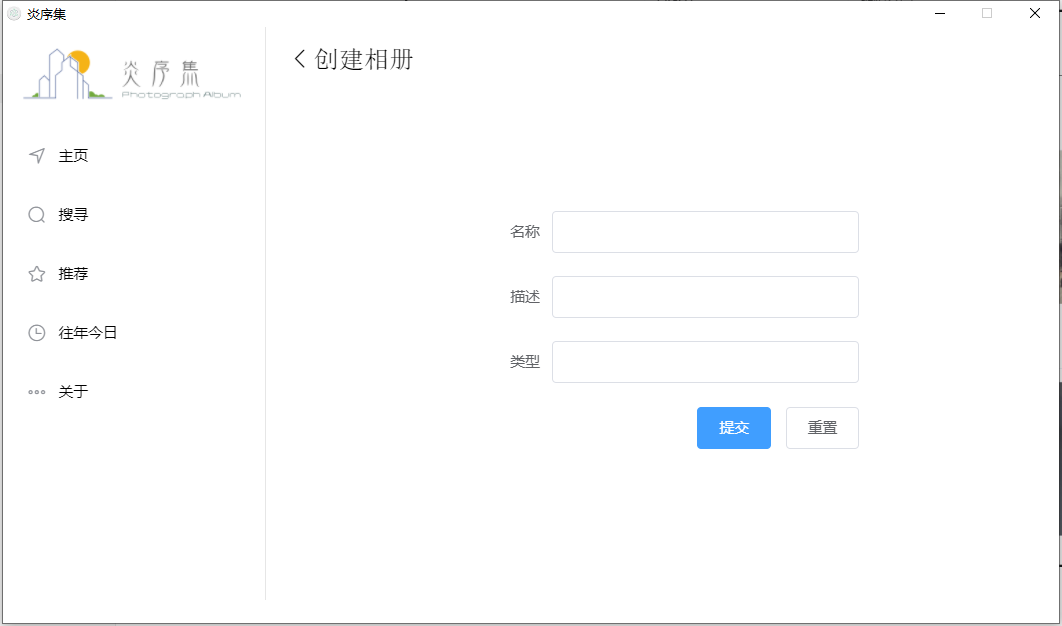 炎序集
炎序集
Photograph Album
主页
搜寻
推荐
往年今日
关于
创建相册
名称
描述
类型
提交
重置